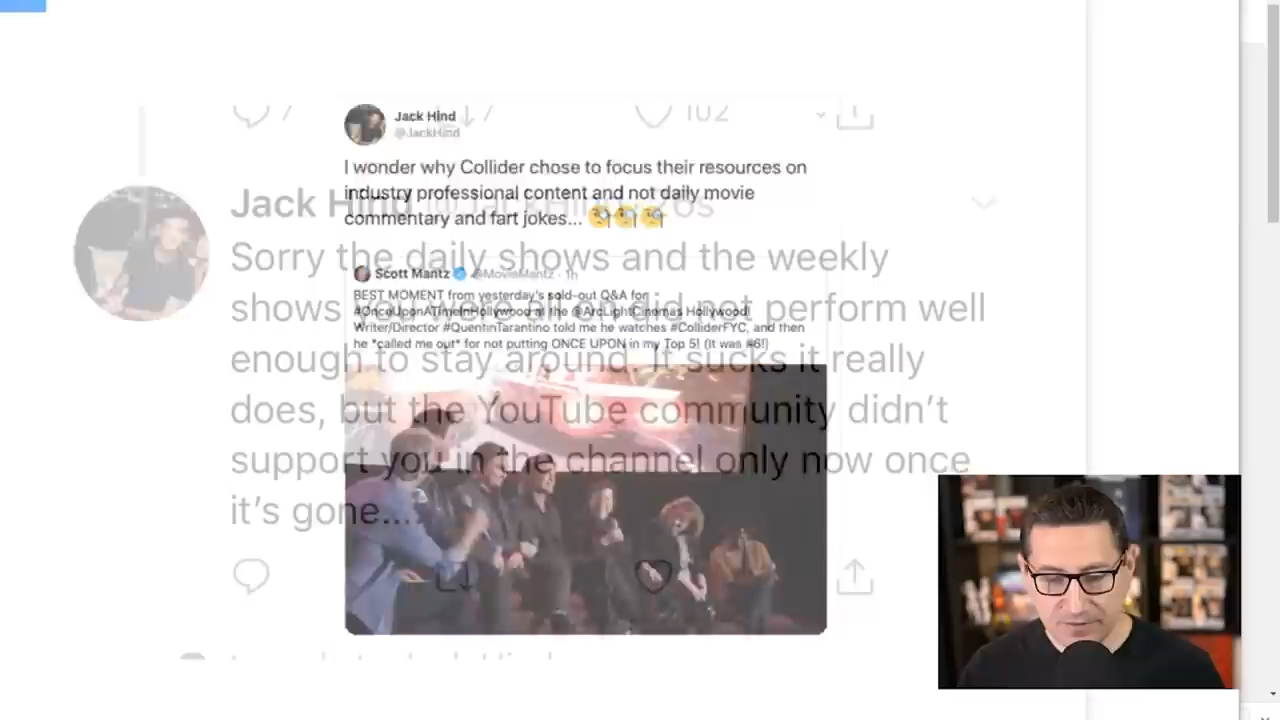 7
7
102
Jack Hind
@JackHind
I wonder why Collider chose to focus their resources on
industry professional content and not daily movie
commentary and fart jokes... 🧐🧐🧐
Scott Mantz @MovieMantz · 1h
BEST MOMENT from yesterday's sold-out Q&A for
#OnceUponATimeInHollywood at the @ArcLightCinemas Hollywood!
Writer/Director #QuentinTarantino told me he watches #ColliderFYC, and then
he *called me out* for not putting ONCE UPON in my Top 5! (It was #6!)
Jack Hind @JackHind
Sorry the daily shows and the weekly
shows you were all on did not perform well
enough to stay around. It sucks it really
does, but the YouTube community didn't
support you in the channel only now once
it's gone...